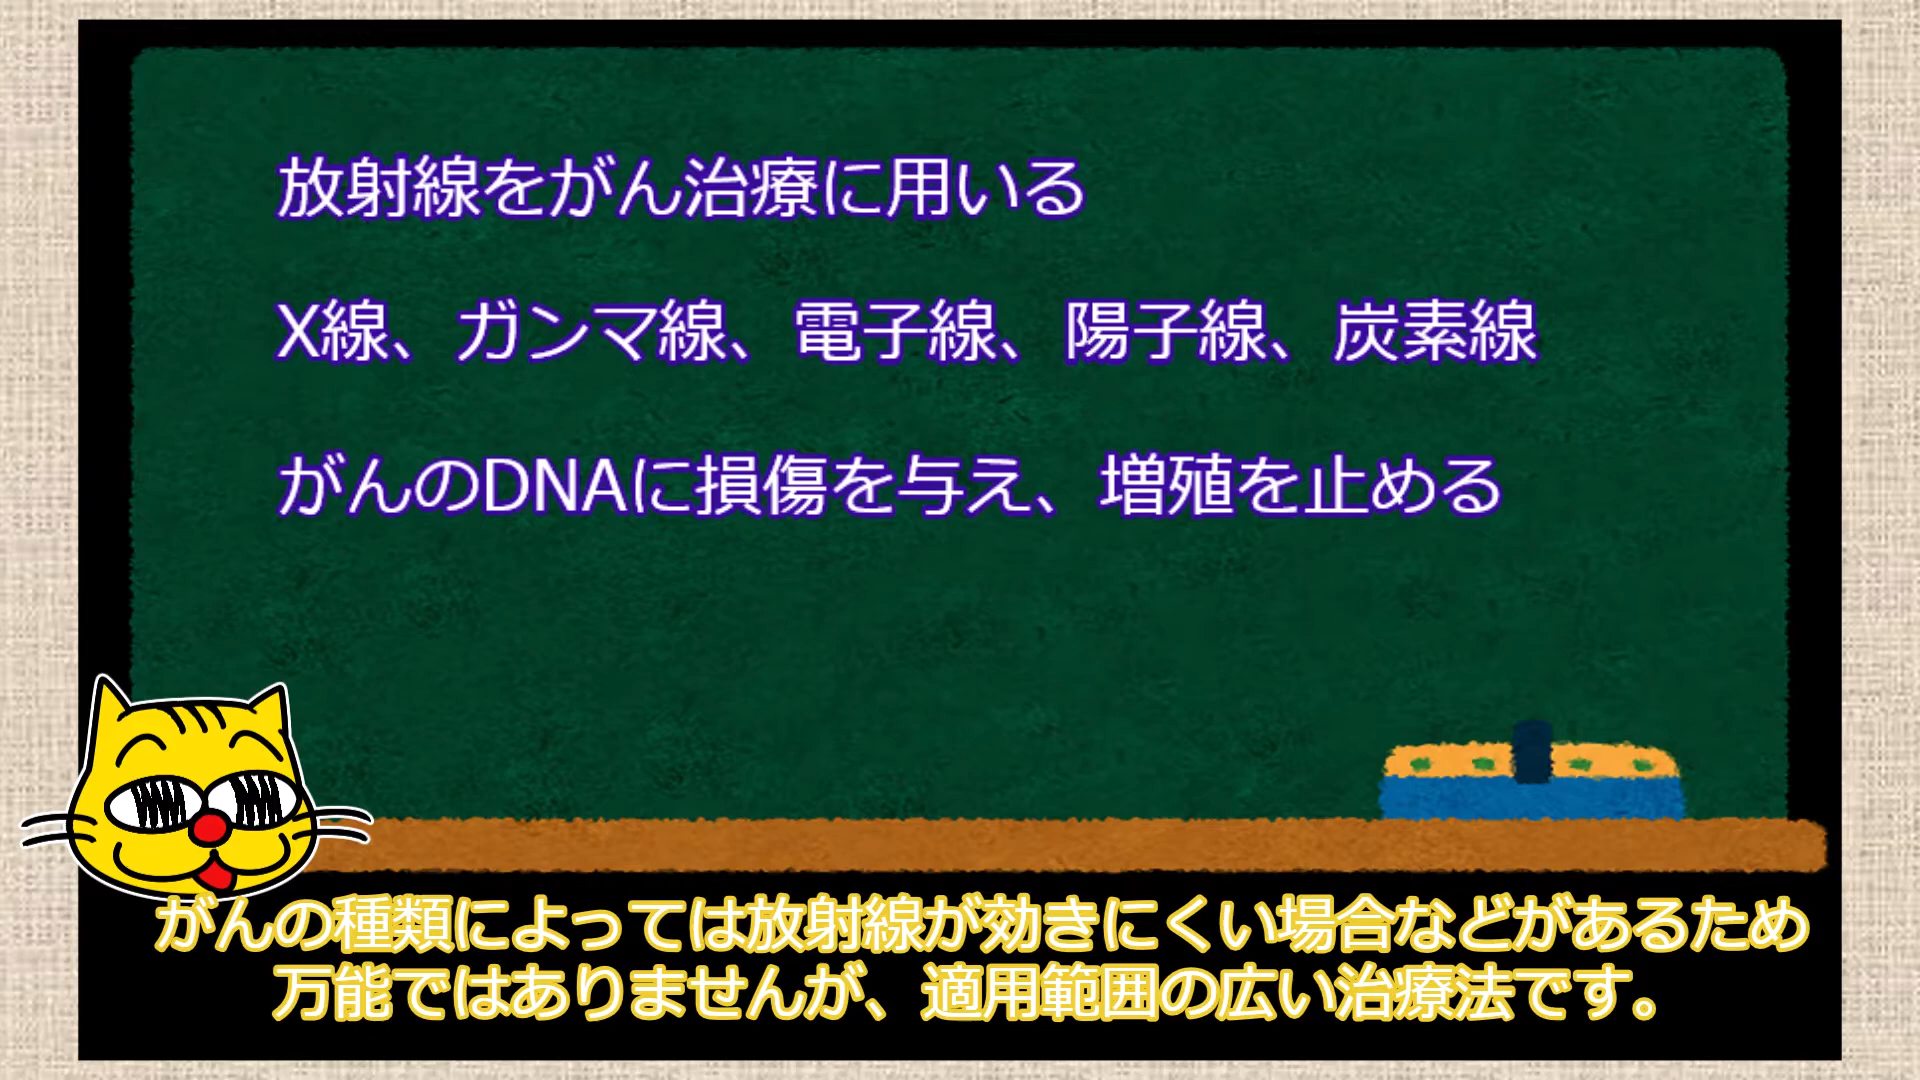 放射線をがん治療に用いる
X線、ガンマ線、電子線、陽子線、炭素線
がんのDNAに損傷を与え、増殖を止める
がんの種類によっては放射線が効きにくい場合などがあるため
万能ではありませんが、適用範囲の広い治療法です。